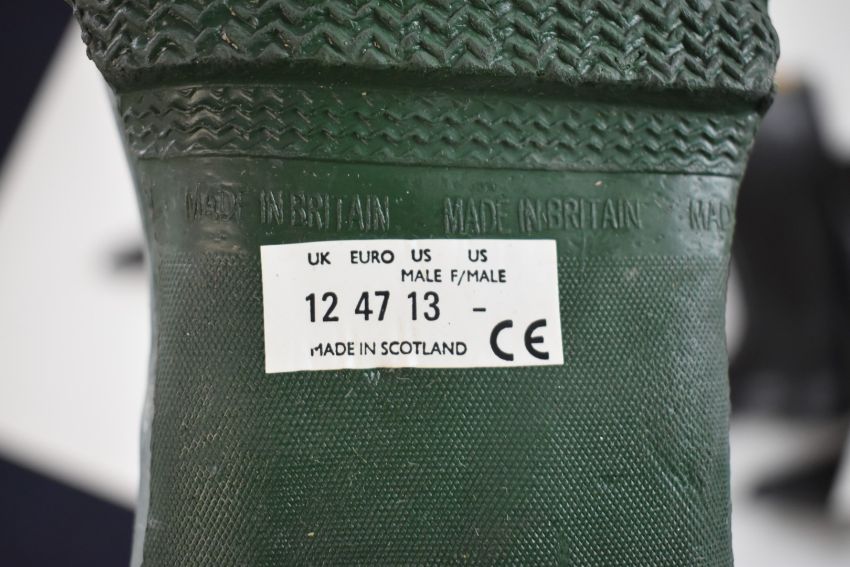 MADE IN BRITAIN MADE IN BRITAIN MAD
UK EURO US US
MALE F/MALE
12 47 13 -
MADE IN SCOTLAND CE